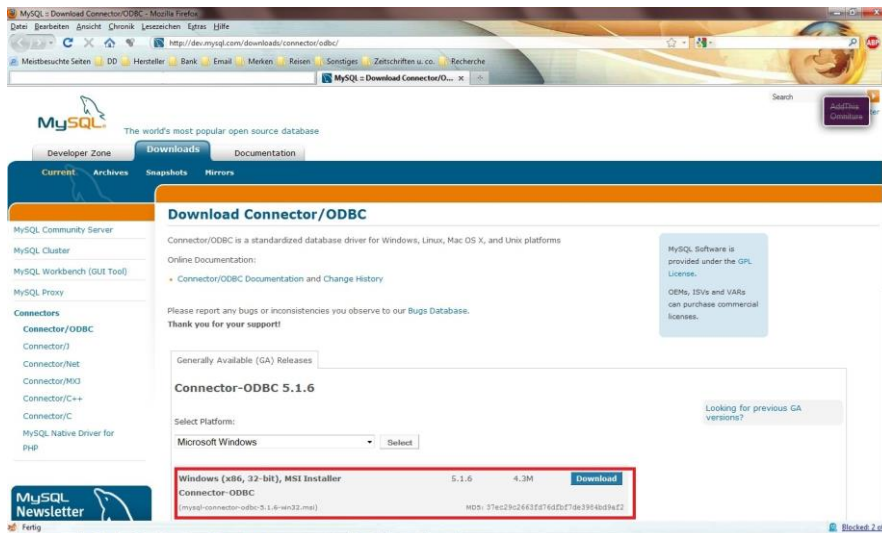 MySQL :: Download Connector/ODBC - Mozilla Firefox
Datei Bearbeiten Ansicht Chronik Lesezeichen Extras Hilfe
http://dev.mysql.com/downloads/connector/odbc/
Meistbesuchte Seiten DD Hersteller Bank Email Merken Reisen Sonstiges Zeitschriften u. co. Recherche
MySQL :: Download Connector/O...
Search
AddThis
Omniture
MySQL
The world's most popular open source database
Developer Zone Downloads Documentation
Current Archives Snapshots Mirrors
MySQL Community Server
MySQL Cluster
MySQL Workbench (GUI Tool)
MySQL Proxy
Connectors
Connector/ODBC
Connector/J
Connector/Net
Connector/MXJ
Connector/C++
Connector/C
MySQL Native Driver for
PHP
MySQL
Newsletter
Download Connector/ODBC
Connector/ODBC is a standardized database driver for Windows, Linux, Mac OS X, and Unix platforms
Online Documentation:
Connector/ODBC Documentation and Change History
Please report any bugs or inconsistencies you observe to our Bugs Database.
Thank you for your support!
MySQL Software is
provided under the GPL
License.
OEMs, ISVs and VARs
can purchase commercial
licenses.
Generally Available (GA) Releases
Connector-ODBC 5.1.6
Looking for previous GA
versions?
Select Platform:
Microsoft Windows Select
Windows (x86, 32-bit), MSI Installer 5.1.6 4.3M Download
Connector-ODBC
(mysql-connector-odbc-5.1.6-win32.msi) MD5:
Fertig
Blocked: 2 o